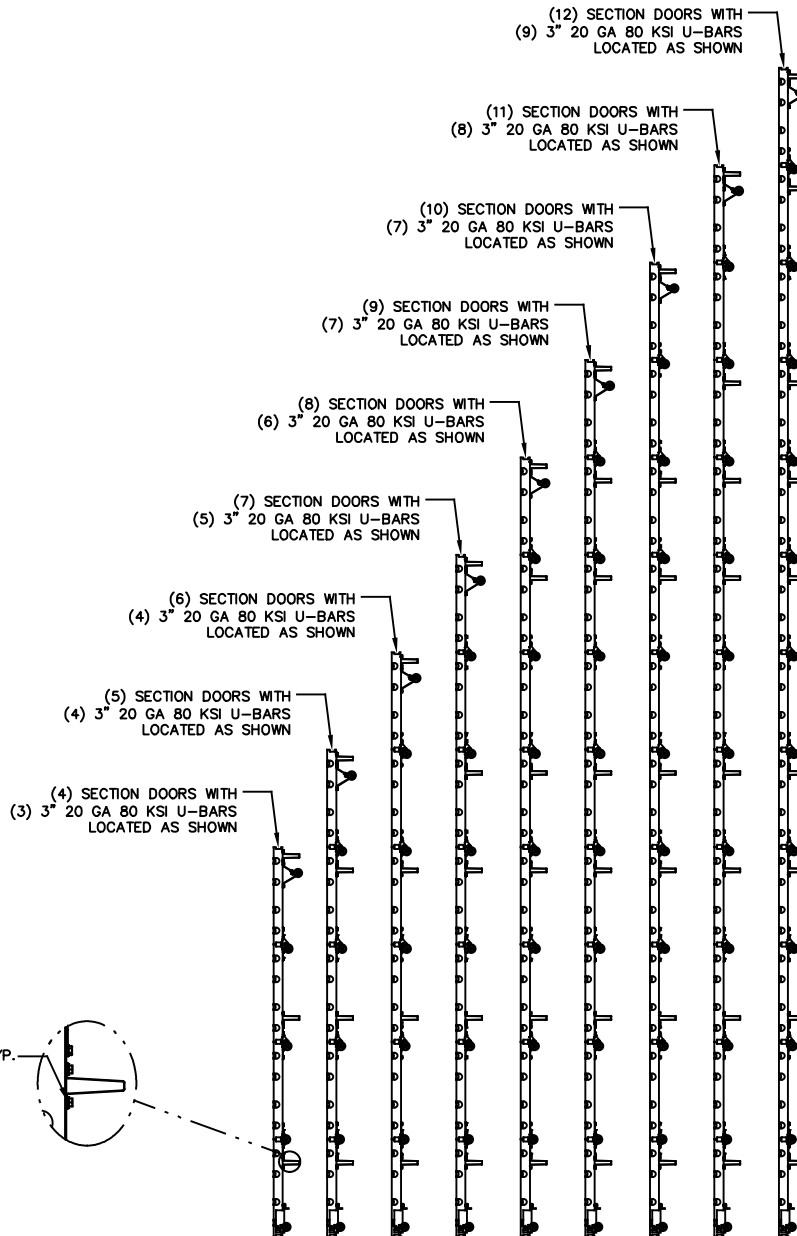 (12) SECTION DOORS WITH
(9) 3" 20 GA 80 KSI U-BARS
LOCATED AS SHOWN
(11) SECTION DOORS WITH
(8) 3" 20 GA 80 KSI U-BARS
LOCATED AS SHOWN
(10) SECTION DOORS WITH
(7) 3" 20 GA 80 KSI U-BARS
LOCATED AS SHOWN
(9) SECTION DOORS WITH
(7) 3" 20 GA 80 KSI U-BARS
LOCATED AS SHOWN
(8) SECTION DOORS WITH
(6) 3" 20 GA 80 KSI U-BARS
LOCATED AS SHOWN
(7) SECTION DOORS WITH
(5) 3" 20 GA 80 KSI U-BARS
LOCATED AS SHOWN
(6) SECTION DOORS WITH
(4) 3" 20 GA 80 KSI U-BARS
LOCATED AS SHOWN
(5) SECTION DOORS WITH
(4) 3" 20 GA 80 KSI U-BARS
LOCATED AS SHOWN
(4) SECTION DOORS WITH
(3) 3" 20 GA 80 KSI U-BARS
LOCATED AS SHOWN